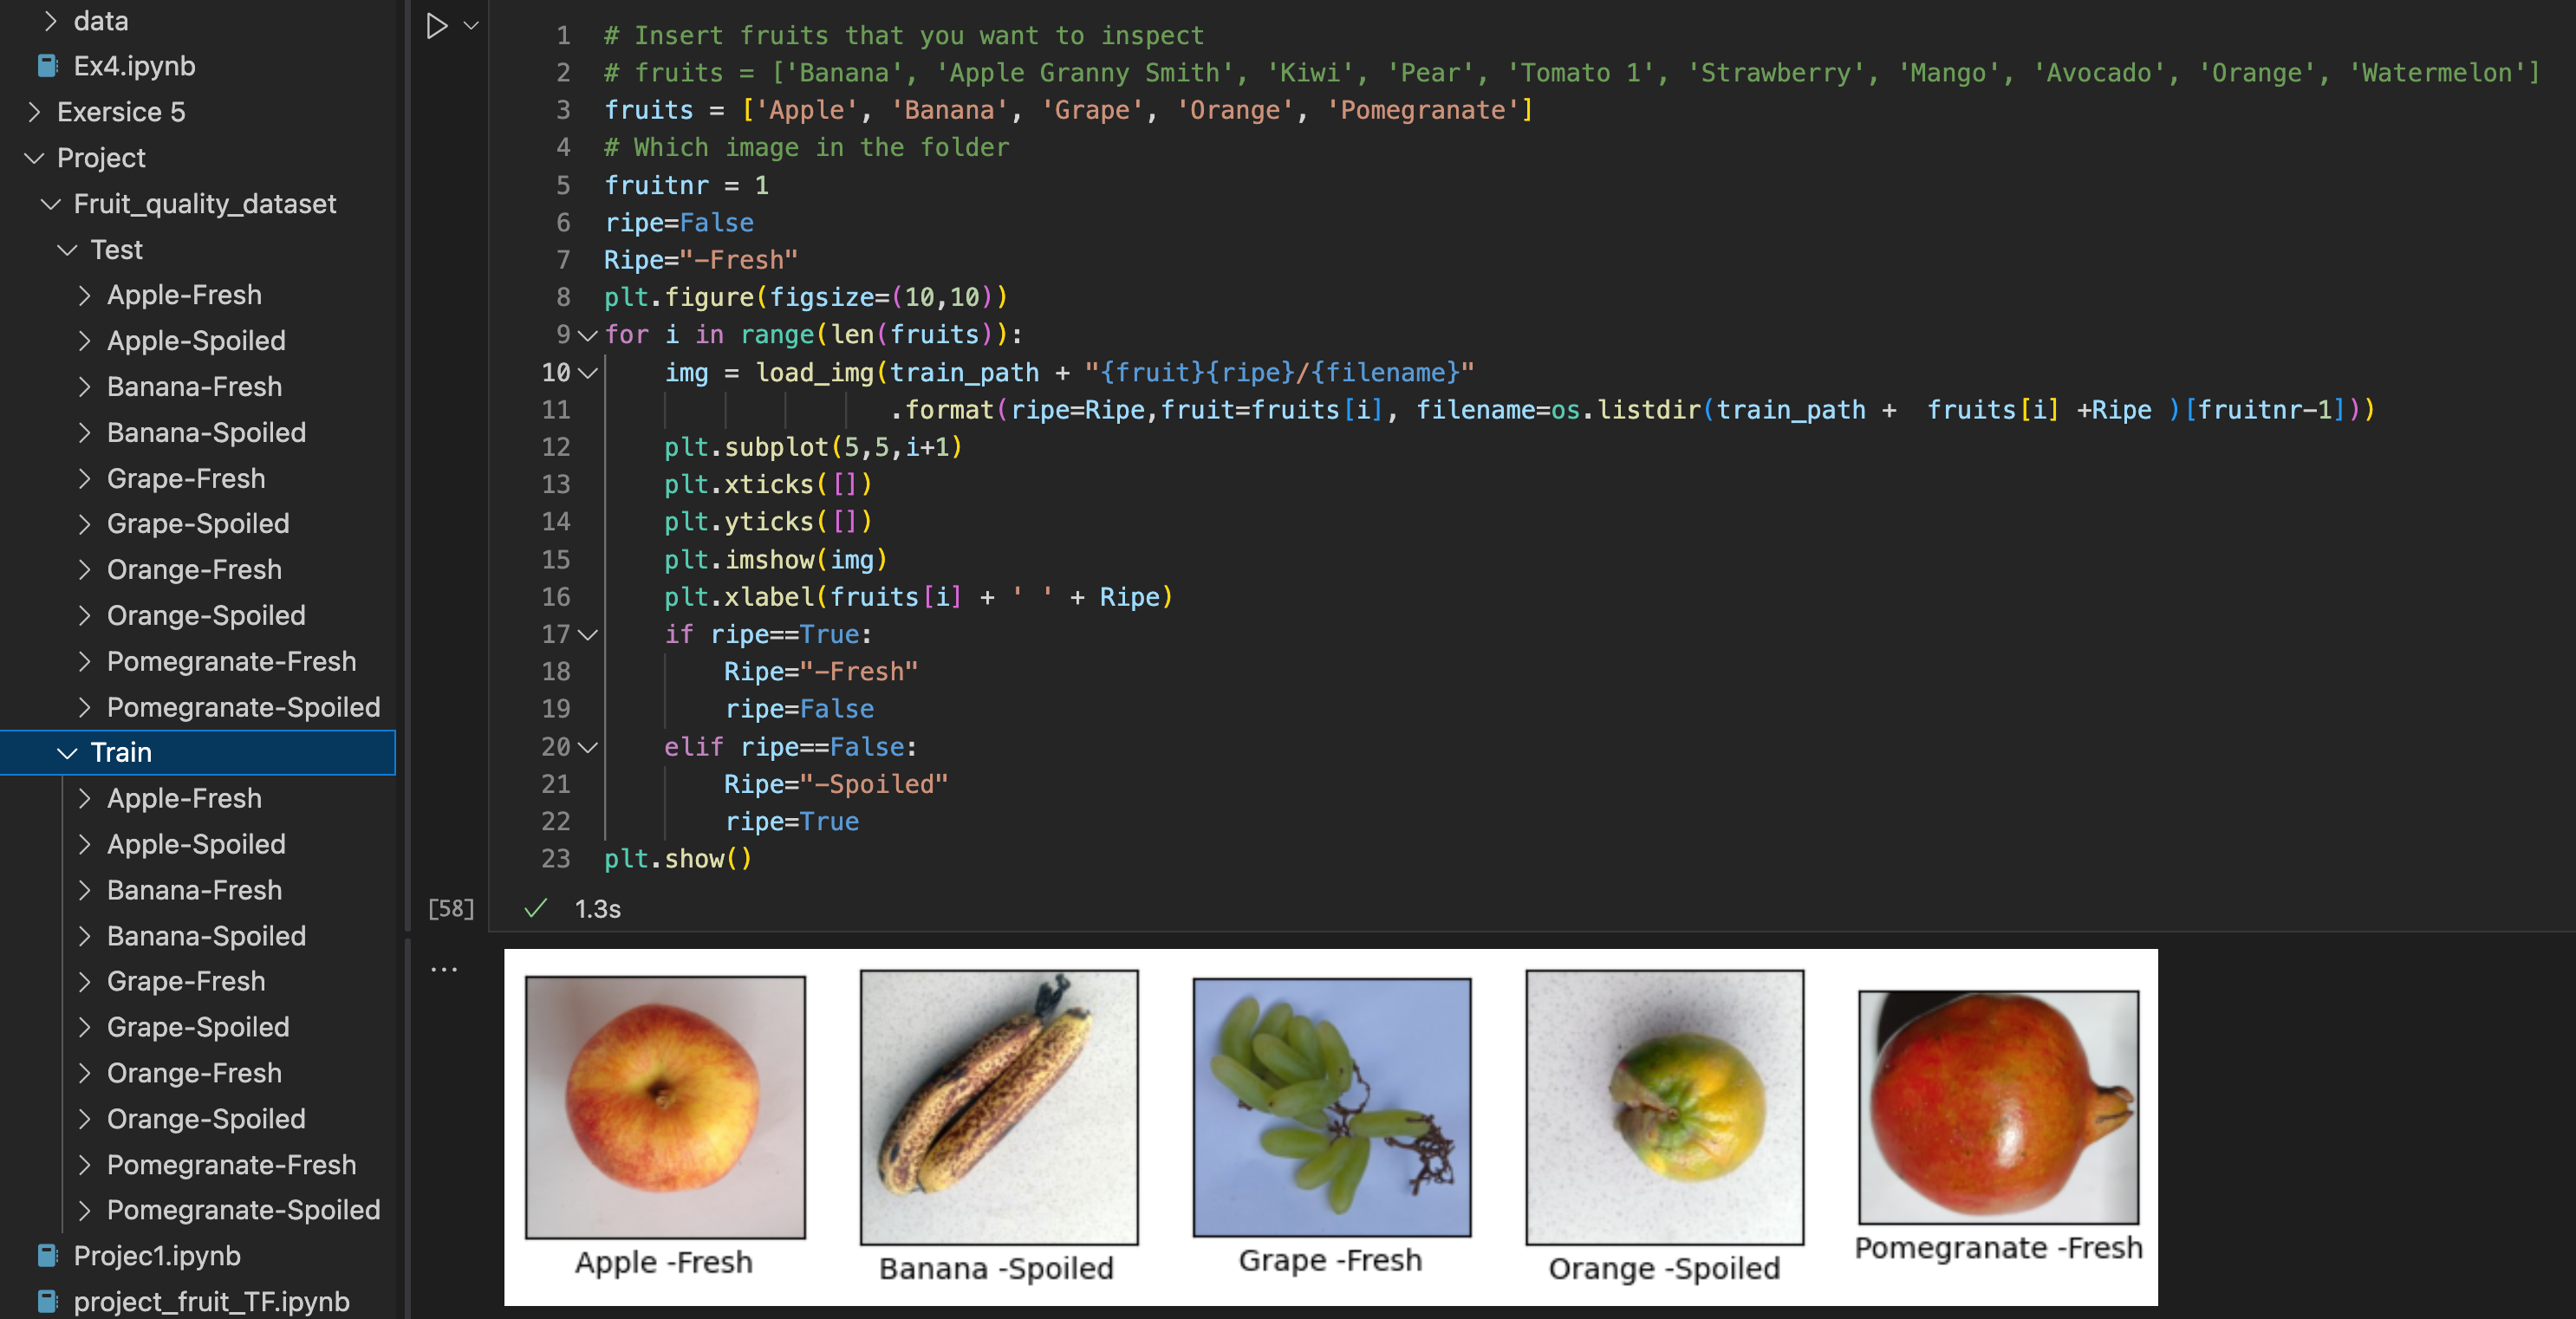 data
Ex4.ipynb
Exersice 5
Project
Fruit_quality_dataset
Test
Apple-Fresh
Apple-Spoiled
Banana-Fresh
Banana-Spoiled
Grape-Fresh
Grape-Spoiled
Orange-Fresh
Orange-Spoiled
Pomegranate-Fresh
Pomegranate-Spoiled
Train
Apple-Fresh
Apple-Spoiled
Banana-Fresh
Banana-Spoiled
Grape-Fresh
Grape-Spoiled
Orange-Fresh
Orange-Spoiled
Pomegranate-Fresh
Pomegranate-Spoiled
Projec1.ipynb
project_fruit_TF.ipynb
1 # Insert fruits that you want to inspect
2 # fruits = ['Banana', 'Apple Granny Smith', 'Kiwi', 'Pear', 'Tomato 1', 'Strawberry', 'Mango', 'Avocado', 'Orange', 'Watermelon']
3 fruits = ['Apple', 'Banana', 'Grape', 'Orange', 'Pomegranate']
4 # Which image in the folder
5 fruitnr = 1
6 ripe=False
7 Ripe="-Fresh"
8 plt.figure(figsize=(10,10))
9 for i in range(len(fruits)):
10 img = load_img(train_path + "{fruit}{ripe}/{filename}"
11 .format(ripe=Ripe,fruit=fruits[i], filename=os.listdir(train_path +  fruits[i] +Ripe )[fruitnr-1]))
12 plt.subplot(5,5,i+1)
13 plt.xticks([])
14 plt.yticks([])
15 plt.imshow(img)
16 plt.xlabel(fruits[i] + ' ' + Ripe)
17 if ripe==True:
18 Ripe="-Fresh"
19 ripe=False
20 elif ripe==False:
21 Ripe="-Spoiled"
22 ripe=True
23 plt.show()
[58] 1.3s
...
Apple -Fresh
Banana -Spoiled
Grape -Fresh
Orange -Spoiled
Pomegranate -Fresh